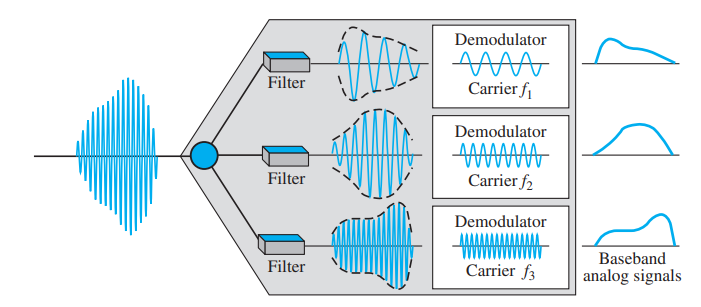 Demodulator
Filter
Carrier f1
Demodulator
Filter
Carrier f2
Demodulator
Filter
Carrier f3
Baseband
analog signals